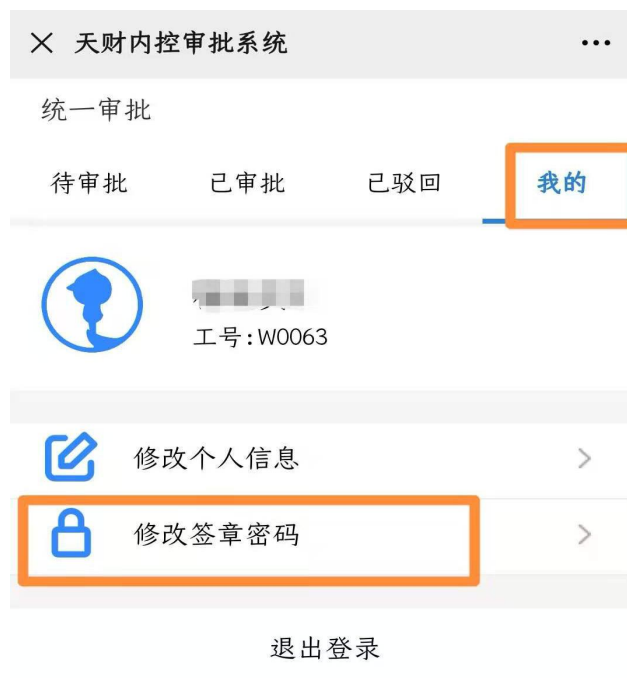 天财内控审批系统
统一审批
待审批 已审批 已驳回 我的
工号:W0063
修改个人信息
修改签章密码
退出登录